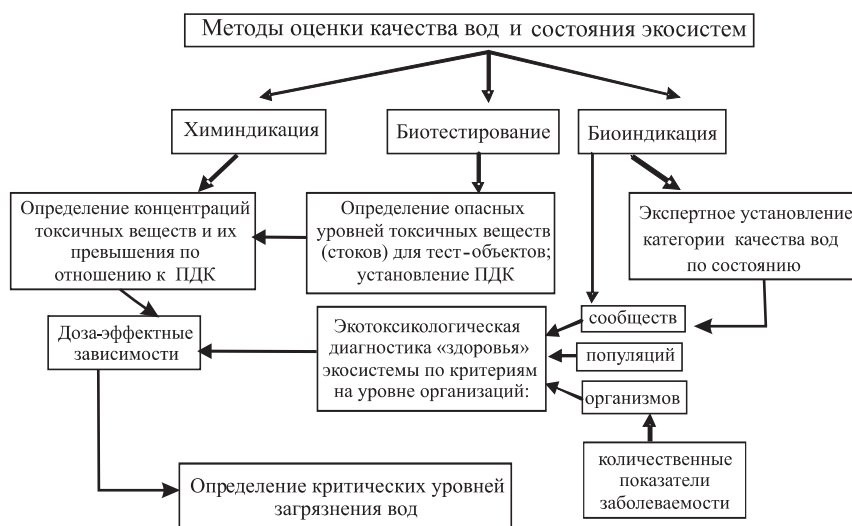 Методы оценки качества вод и состояния экосистем
Химиндикация
Биотестирование
Биоиндикация
Определение концентраций
токсичных веществ и их
превышения по
отношению к ПДК
Определение опасных
уровней токсичных веществ
(стоков) для тест-объектов;
установление ПДК
Экспертное установление
категории качества вод
по состоянию
Доза-эффектные
зависимости
Экотоксикологическая
диагностика «здоровья»
экосистемы по критериям
на уровне организаций:
сообществ
популяций
организмов
количественные
показатели
заболеваемости
Определение критических уровней
загрязнения вод